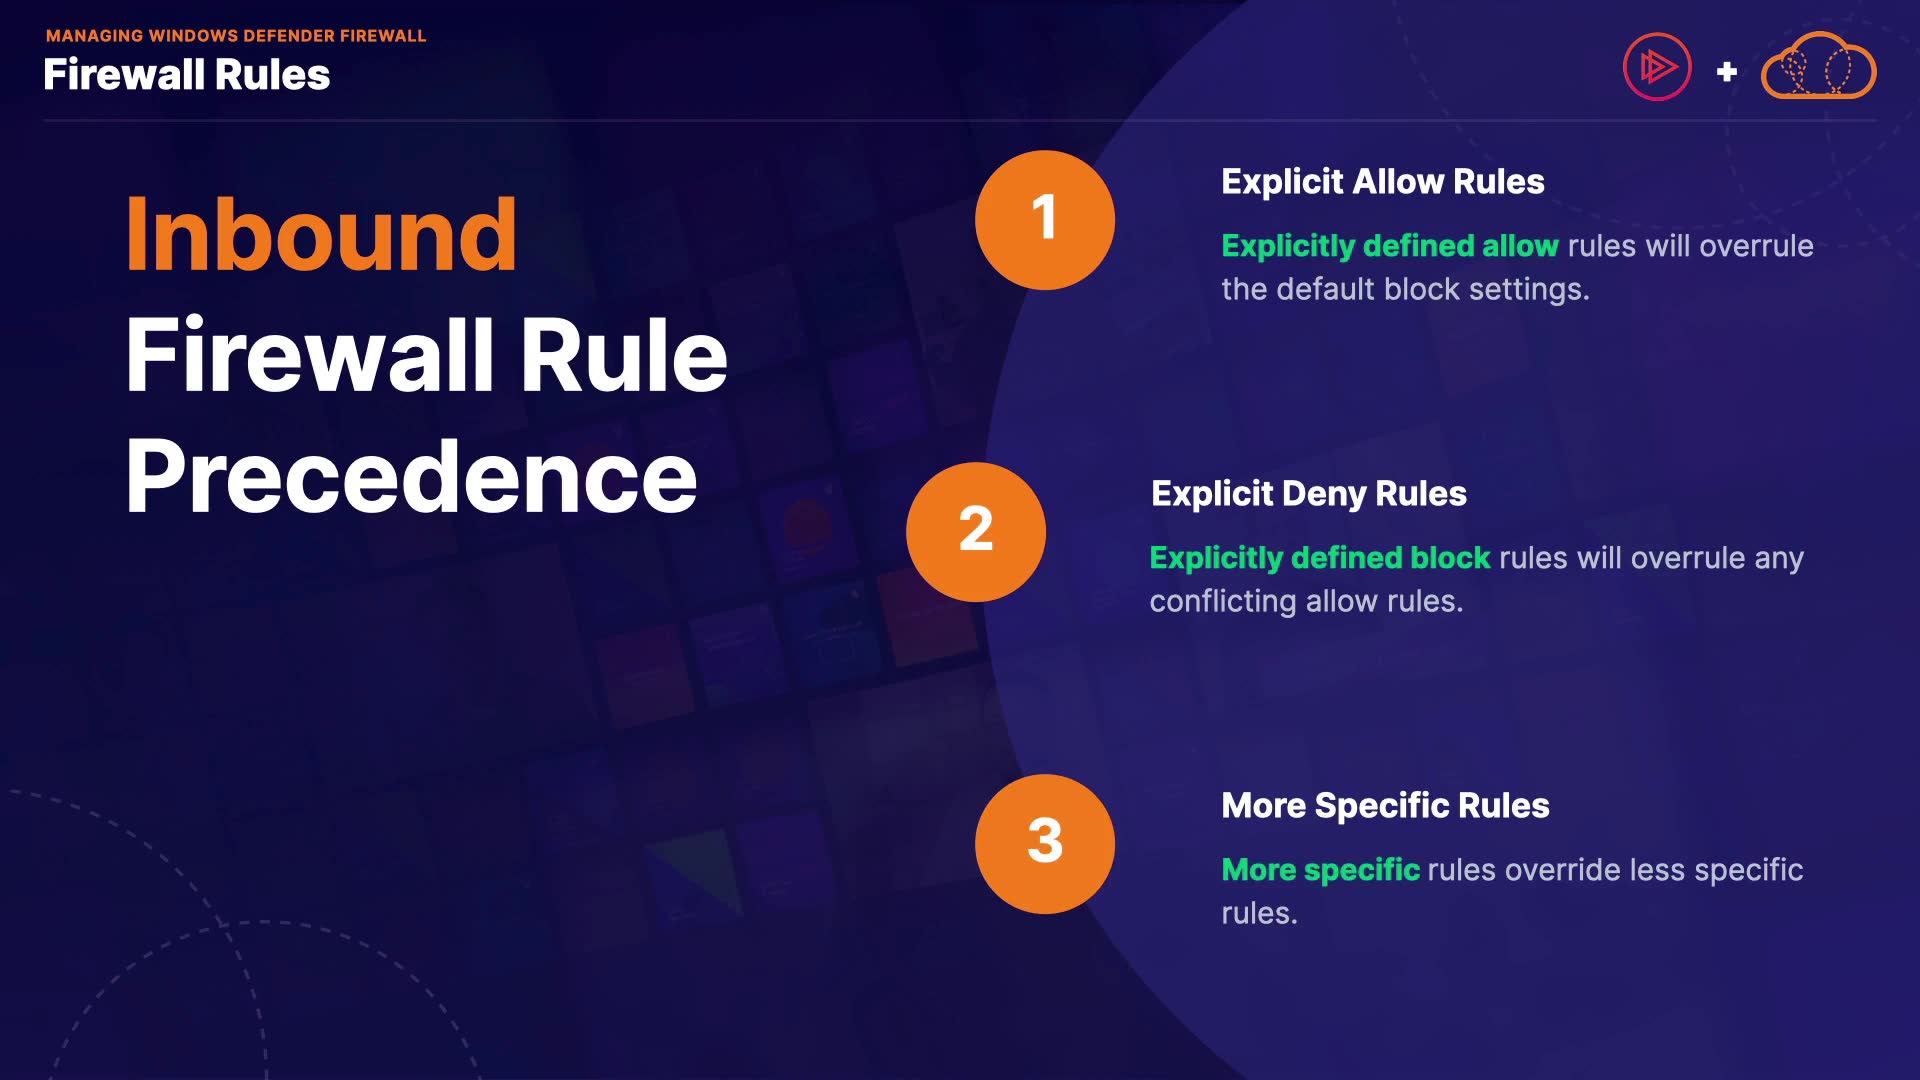 MANAGING WINDOWS DEFENDER FIREWALL
Firewall Rules
Inbound
Firewall Rule
Precedence
1
Explicit Allow Rules
Explicitly defined allow rules will overrule
the default block settings.
2
Explicit Deny Rules
Explicitly defined block rules will overrule any
conflicting allow rules.
3
More Specific Rules
More specific rules override less specific
rules.